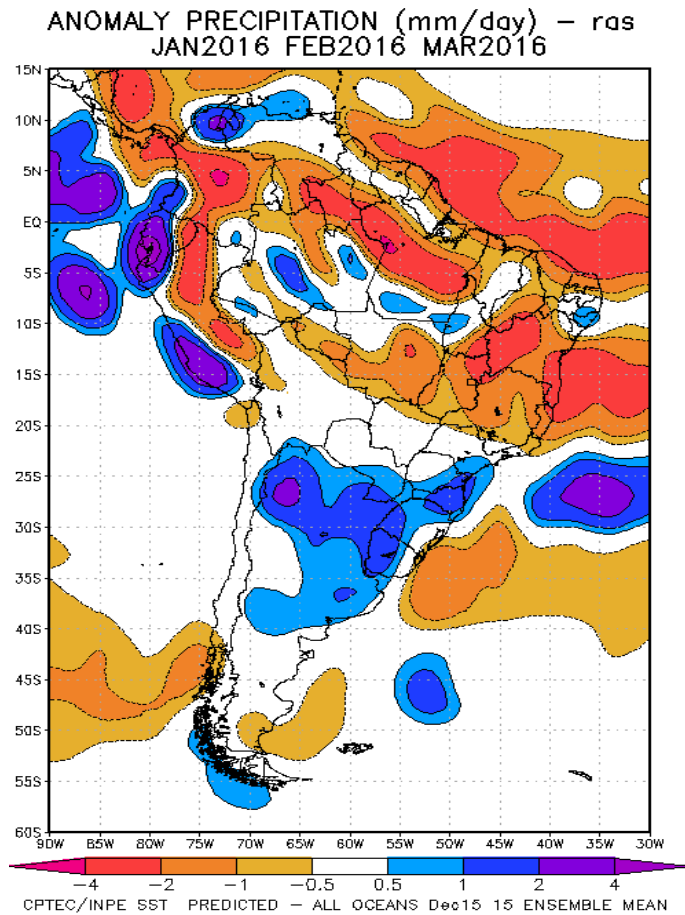 ANOMALY PRECIPITATION (mm/day) – ras
JAN2016 FEB2016 MAR2016
15N
10N
5N
EQ
5S
10S
15S
20S
25S
30S
35S
40S
45S
50S
55S
60S
90W 85W 80W 75W 70W 65W 60W 55W 50W 45W 40W 35W 30W
−4 −2 −1 −0.5 0.5 1 2 4
CPTEC/INPE SST PREDICTED – ALL OCEANS Dec15 15 ENSEMBLE MEAN